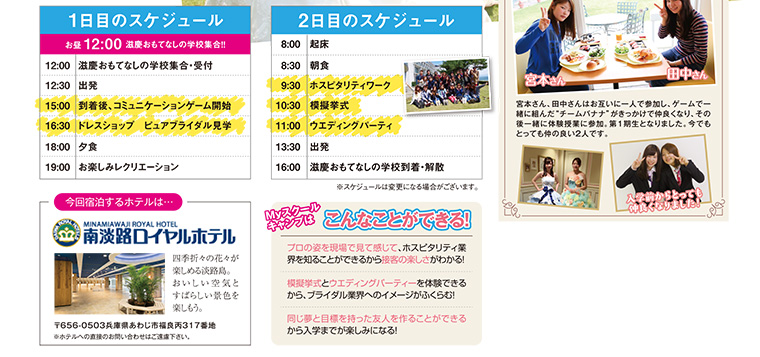 1日目のスケジュール
お昼12:00 滋慶おもてなしの学校集合!!
12:00 滋慶おもてなしの学校集合・受付
12:30 出発
15:00 到着後、コミュニケーションゲーム開始
16:30 ドレスショップ ピュアブライダル見学
18:00 夕食
19:00 お楽しみレクリエーション
2日目のスケジュール
8:00 起床
8:30 朝食
9:30 ホスピタリティワーク
10:30 模擬挙式
11:00 ウエディングパーティ
13:30 出発
16:00 滋慶おもてなしの学校到着・解散
※スケジュールは変更になる場合がございます。
宮本さん
田中さん
宮本さん、田中さんはお互いに一人で参加し、ゲームで一
緒に組んだ"チームバナナ"がきっかけで仲良くなり、その
後一緒に体験授業に参加。第1期生となりました。今でも
とっても仲の良い2人です。
入学前からとっても
仲良くなりました!
今回宿泊するホテルは…
MINAMIAWAJI ROYAL HOTEL
南淡路ロイヤルホテル
四季折々の花々が
楽しめる淡路島。
おいしい空気と
すばらしい景色を
楽しもう。
〒656-0503兵庫県あわじ市福良丙317番地
※ホテルへの直接のお問い合わせはご遠慮下さい。
Myスクール
キャンプは
こんなことができる!
プロの姿を現場で見て感じて、ホスピタリティ業
界を知ることができるから接客の楽しさがわかる!
模擬挙式とウエディングパーティーを体験できる
から、ブライダル業界へのイメージがふくらむ!
同じ夢と目標を持った友人を作ることができる
から入学までが楽しみになる!